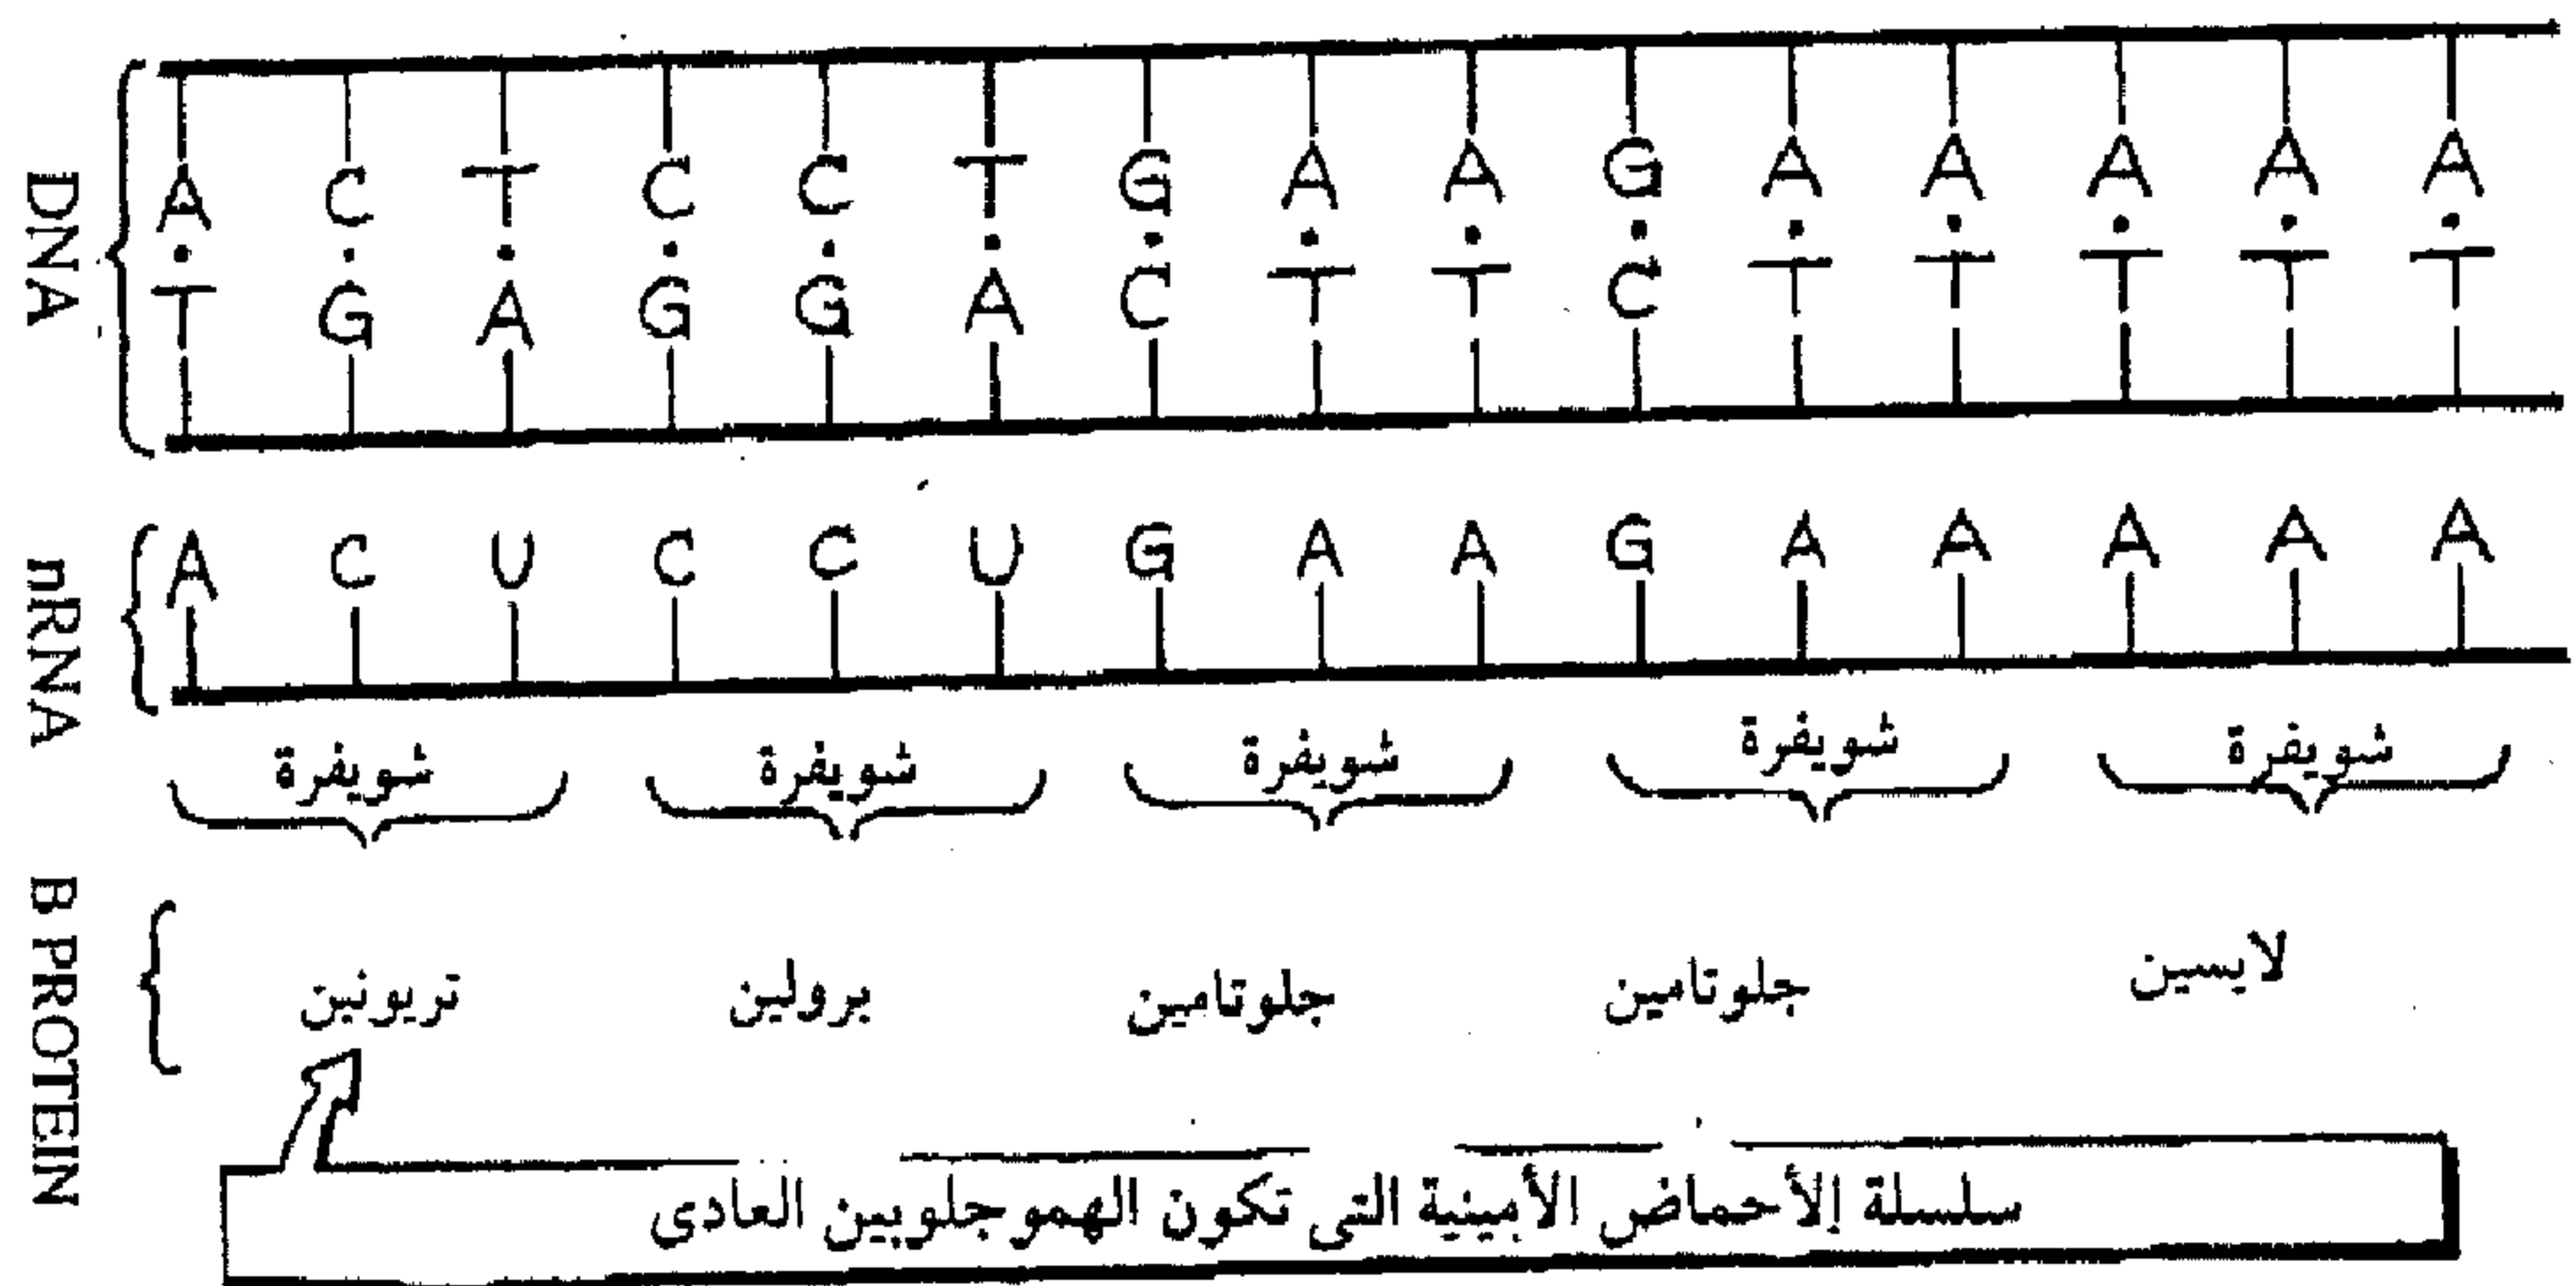 DNA
A C T C C T G A A G A A A A A
T G A G G A C T T C T T T T T
nRNA
A C U C C U G A A G A A A A A
شويفرة شويفرة شويفرة شويفرة شويفرة
B PROTEIN
تريونين برولين جلوتامين جلوتامين لايسين
سلسلة الأحماض الأمينية التى تكون الهموجلوبين العادى